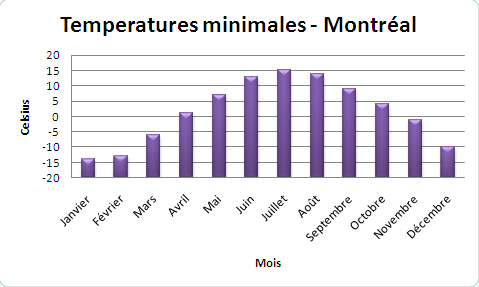 Temperatures minimales - Montréal
Celsius
20
15
10
5
0
-5
-10
-15
-20
Janvier
Février
Mars
Avril
Mai
Juin
Juillet
Août
Septembre
Octobre
Novembre
Décembre
Mois